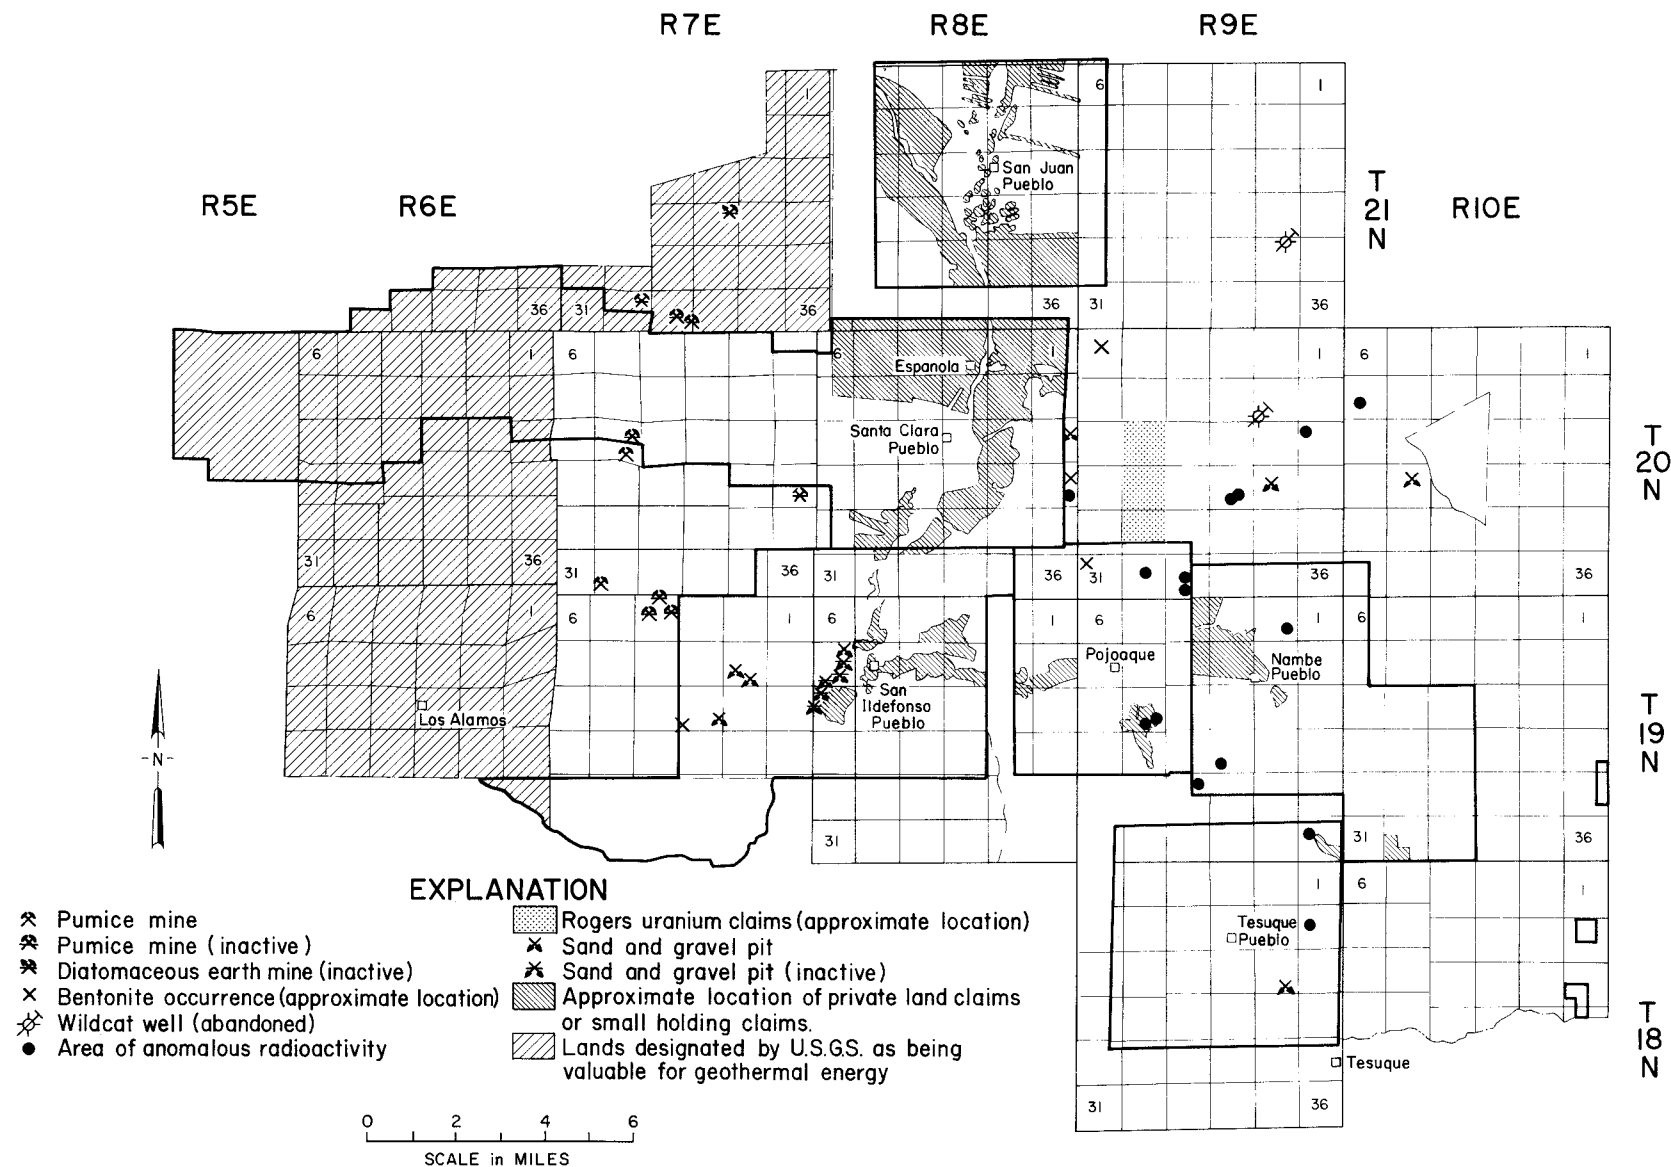 R7E R8E R9E
6 1
1
San Juan
Pueblo
T
21
N
R5E R6E R10E
36 31 36 36 31 36
6 1 6 6 1 1 6 1
Espanola
Santa Clara
Pueblo
T
20
N
31 36 31 36 31 36 31 36 36
6 1 6 1 6 1 6 1 6 1
Pojoaque
Nambe
Pueblo
San
Ildefonso
Pueblo
Los Alamos
T
19
N
-N-
31 31 36
EXPLANATION
1 6 1
Pumice mine
Pumice mine (inactive)
Diatomaceous earth mine (inactive)
Bentonite occurrence (approximate location)
Wildcat well (abandoned)
Area of anomalous radioactivity
Rogers uranium claims (approximate location)
Sand and gravel pit
Sand and gravel pit (inactive)
Approximate location of private land claims
or small holding claims.
Lands designated by U.S.G.S. as being
valuable for geothermal energy
Tesuque
Pueblo
T
18
N
Tesuque
31 36
0 2 4 6
SCALE in MILES